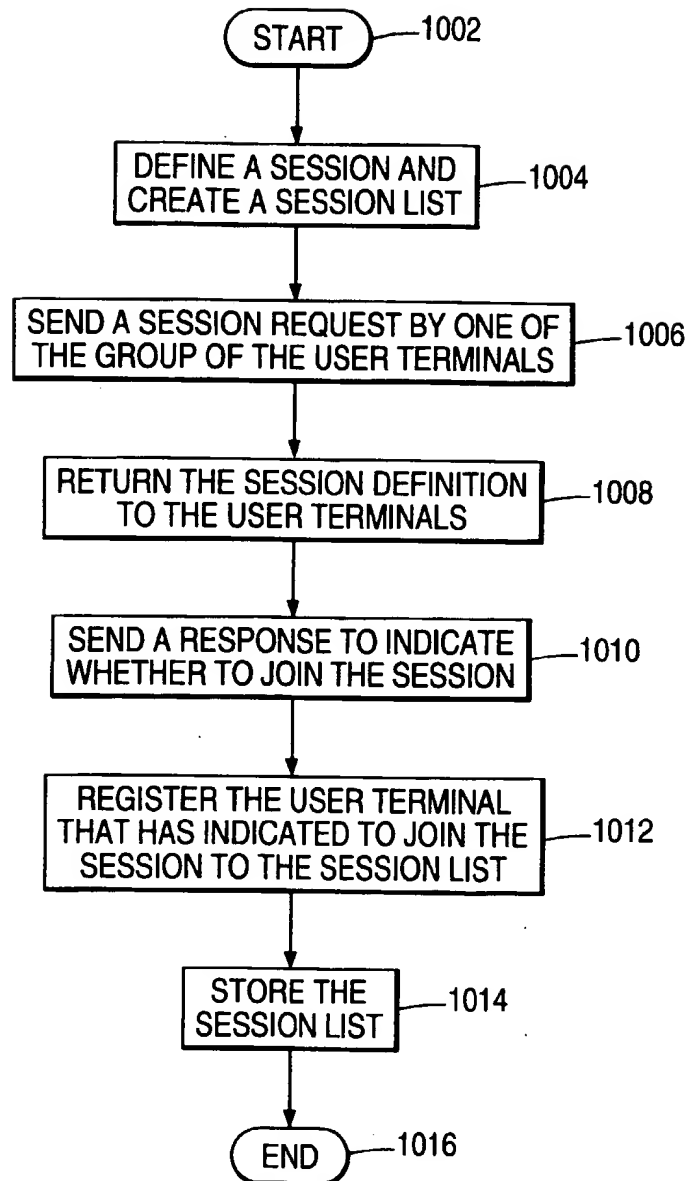 START
1002
DEFINE A SESSION AND
CREATE A SESSION LIST
1004
SEND A SESSION REQUEST BY ONE OF
THE GROUP OF THE USER TERMINALS
1006
RETURN THE SESSION DEFINITION
TO THE USER TERMINALS
1008
SEND A RESPONSE TO INDICATE
WHETHER TO JOIN THE SESSION
1010
REGISTER THE USER TERMINAL
THAT HAS INDICATED TO JOIN THE
SESSION TO THE SESSION LIST
1012
STORE THE
SESSION LIST
1014
END
1016